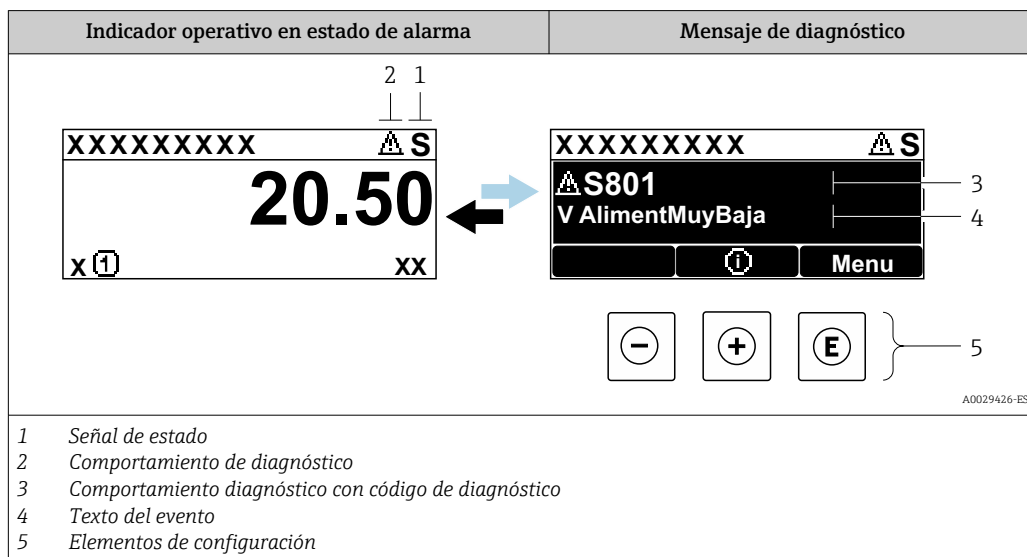 Indicador operativo en estado de alarma
Mensaje de diagnóstico
2 1
XXXXXXXXX S
20.50
x 1
xx
XXXXXXXXX S
S801
V AlimentMuyBaja
i Menu
3
4
E
5
A0029426-ES
1 Señal de estado
2 Comportamiento de diagnóstico
3 Comportamiento diagnóstico con código de diagnóstico
4 Texto del evento
5 Elementos de configuración